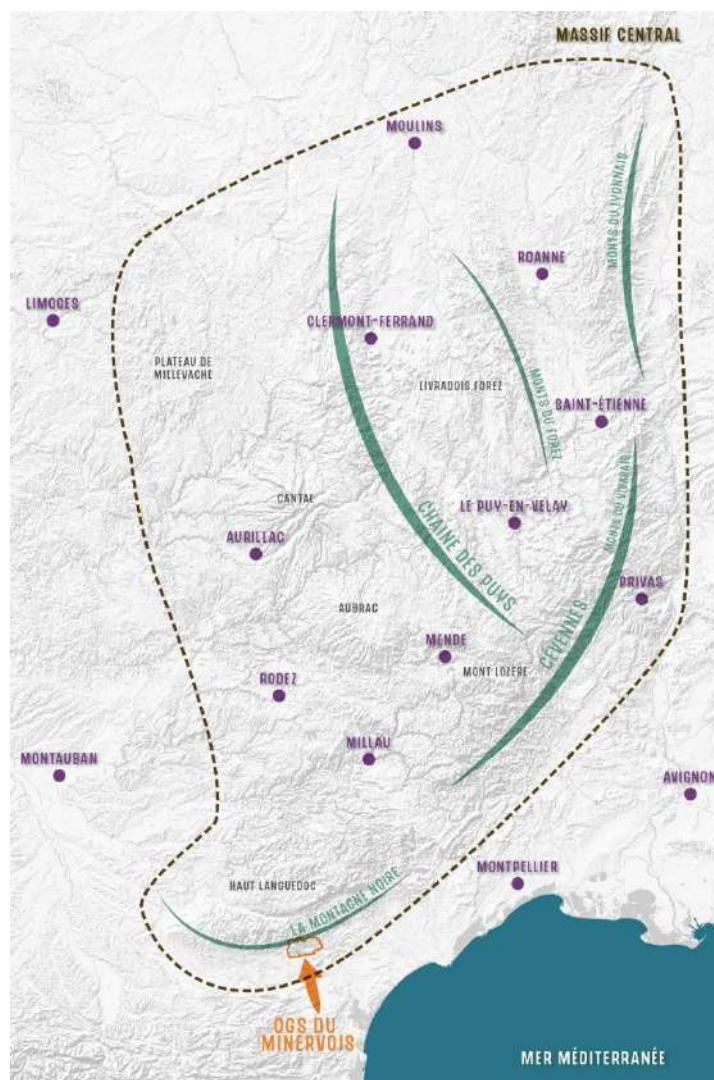 MASSIF CENTRAL
MOULINS
MONTS DU LYONNAIS
ROANNE
LIMOGES
CLERMONT-FERRAND
PLATEAU DE
MILLEVACHE
LIVRADOIS FOREZ
MONTS DU FOREZ
SAINT-ÉTIENNE
CANTAL
LE PUY-EN-VELAY
MONTS DU VIVARAIS
CHAINE DES PUYS
AURILLAC
PRIVAS
AUBRAC
CÉVENNES
MENDE
MONT LOZÈRE
RODEZ
MILLAU
MONTAUBAN
AVIGNON
MONTPELLIER
HAUT LANGUEDOC
LA MONTAGNE NOIRE
OGS DU
MINERVOIS
MER MÉDITERRANÉE